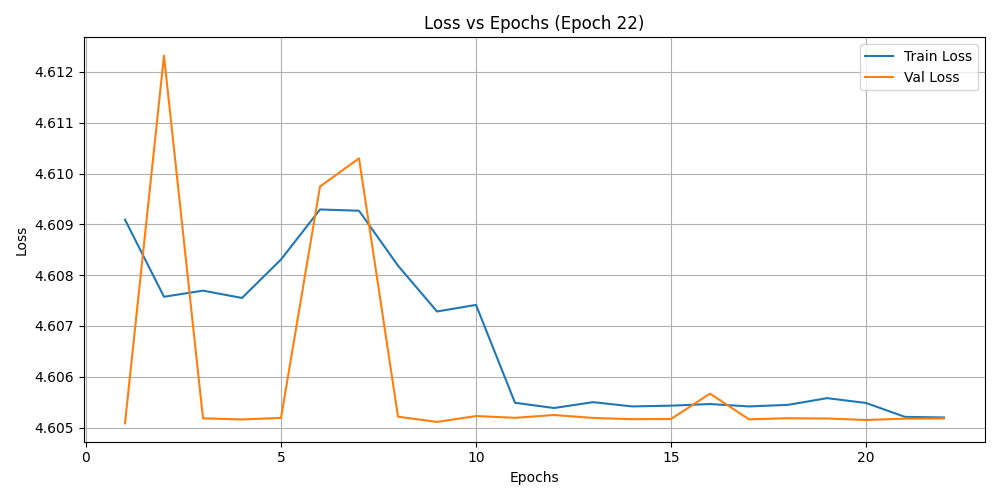 Loss vs Epochs (Epoch 22)
Train Loss
Val Loss
4.612
4.611
4.610
4.609
4.608
4.607
4.606
4.605
Loss
0 5 10 15 20
Epochs